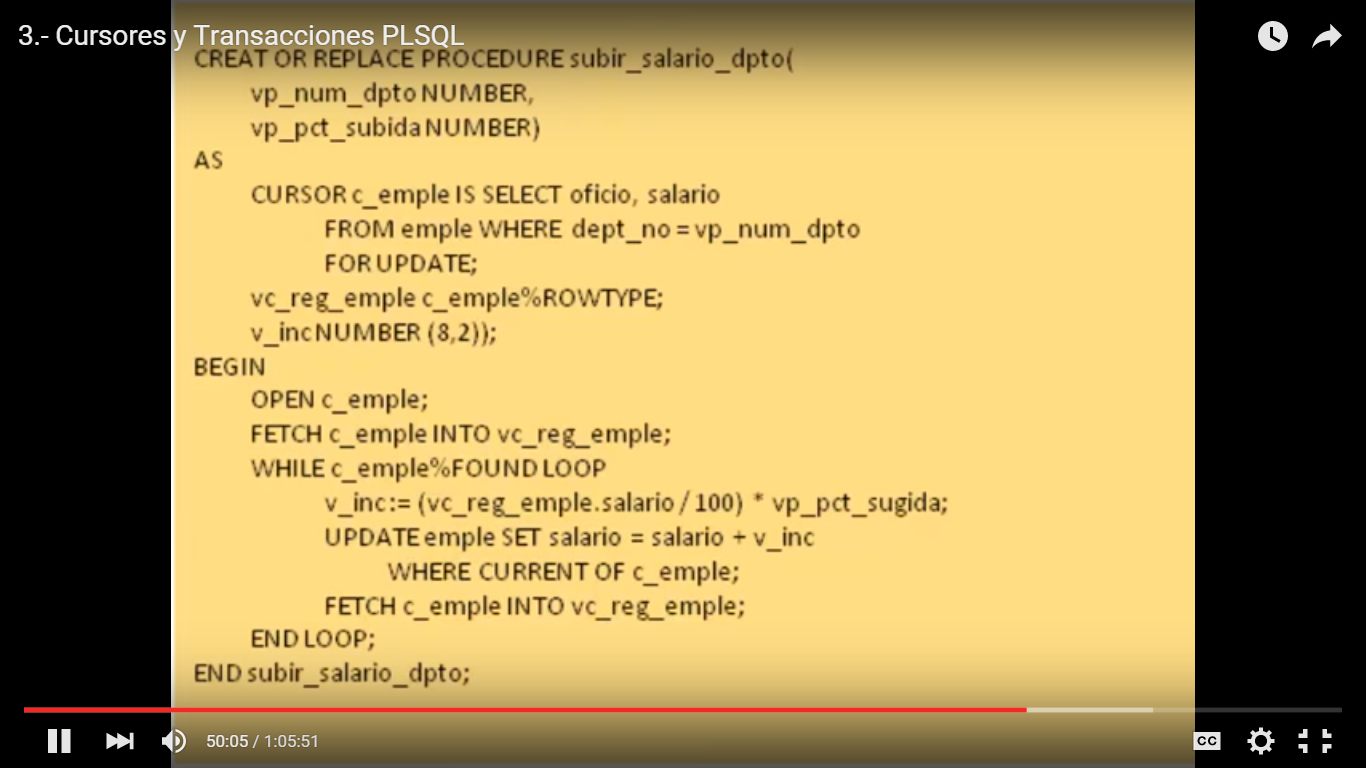 3.- Cursores y Transacciones PLSQL
CREAT OR REPLACE PROCEDURE subir_salario_dpto(
vp_num_dpto NUMBER,
vp_pct_subida NUMBER)
AS
CURSOR c_emple IS SELECT oficio, salario
FROM emple WHERE dept_no = vp_num_dpto
FOR UPDATE;
vc_reg_emple c_emple%ROWTYPE;
v_inc NUMBER (8,2));
BEGIN
OPEN c_emple;
FETCH c_emple INTO vc_reg_emple;
WHILE c_emple%FOUND LOOP
v_inc:= (vc_reg_emple.salario / 100) * vp_pct_sugida;
UPDATE emple SET salario = salario + v_inc
WHERE CURRENT OF c_emple;
FETCH c_emple INTO vc_reg_emple;
END LOOP;
END subir_salario_dpto;
50:05 / 1:05:51
CC